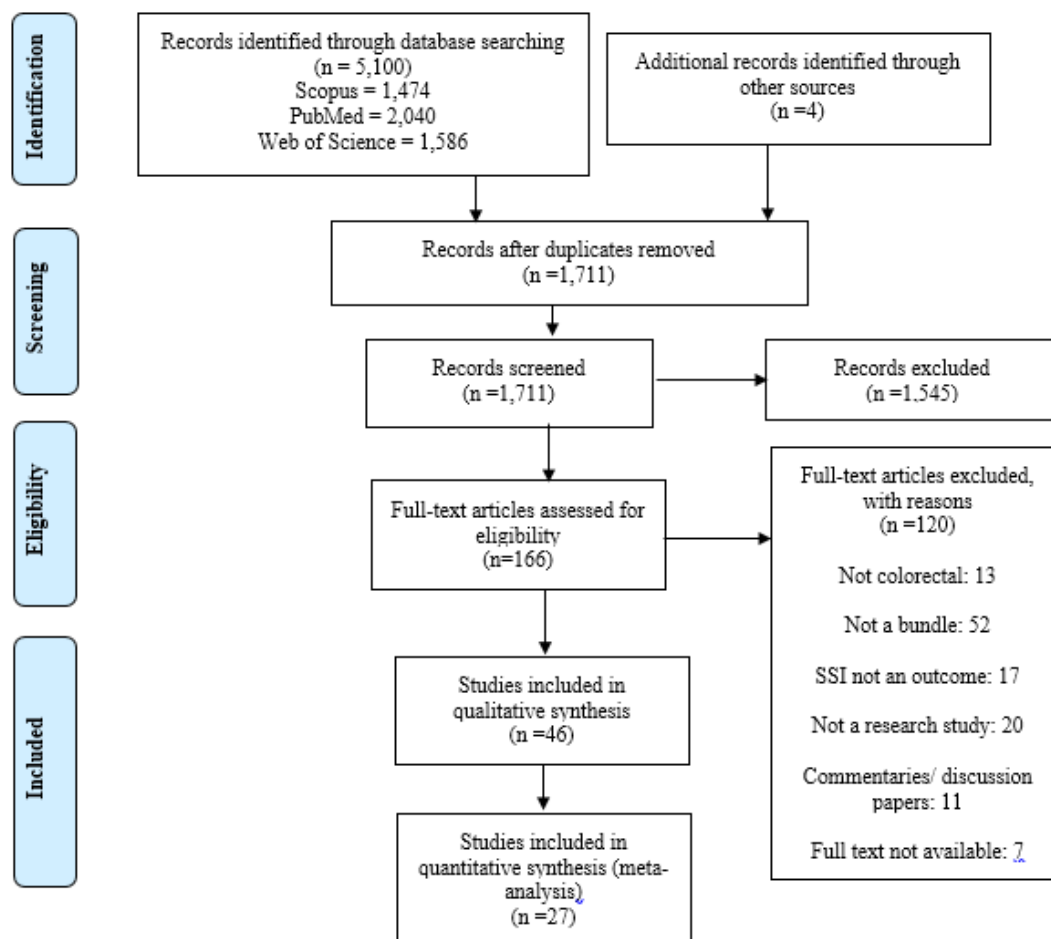 Identification
Records identified through database searching
(n = 5,100)
Scopus = 1,474
PubMed = 2,040
Web of Science = 1,586
Additional records identified through
other sources
(n =4)
Screening
Records after duplicates removed
(n =1,711)
Records screened
(n =1,711)
Records excluded
(n =1,545)
Eligibility
Full-text articles assessed for
eligibility
(n=166)
Full-text articles excluded,
with reasons
(n =120)
Not colorectal: 13
Not a bundle: 52
SSI not an outcome: 17
Not a research study: 20
Commentaries/ discussion
papers: 11
Full text not available: 7
Included
Studies included in
qualitative synthesis
(n =46)
Studies included in
quantitative synthesis (meta-
analysis)
(n =27)